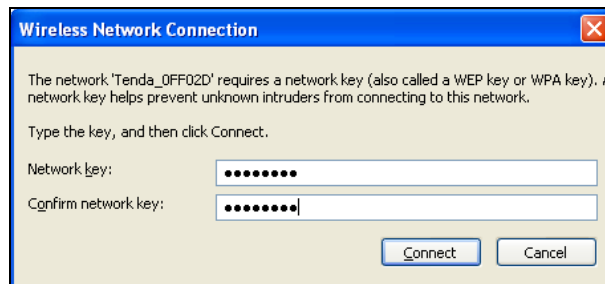 Wireless Network Connection
The network 'Tenda_0FF02D' requires a network key (also called a WEP key or WPA key). A
network key helps prevent unknown intruders from connecting to this network.
Type the key, and then click Connect.
Network key: ●●●●●●●●
Confirm network key: ●●●●●●●●
Connect Cancel